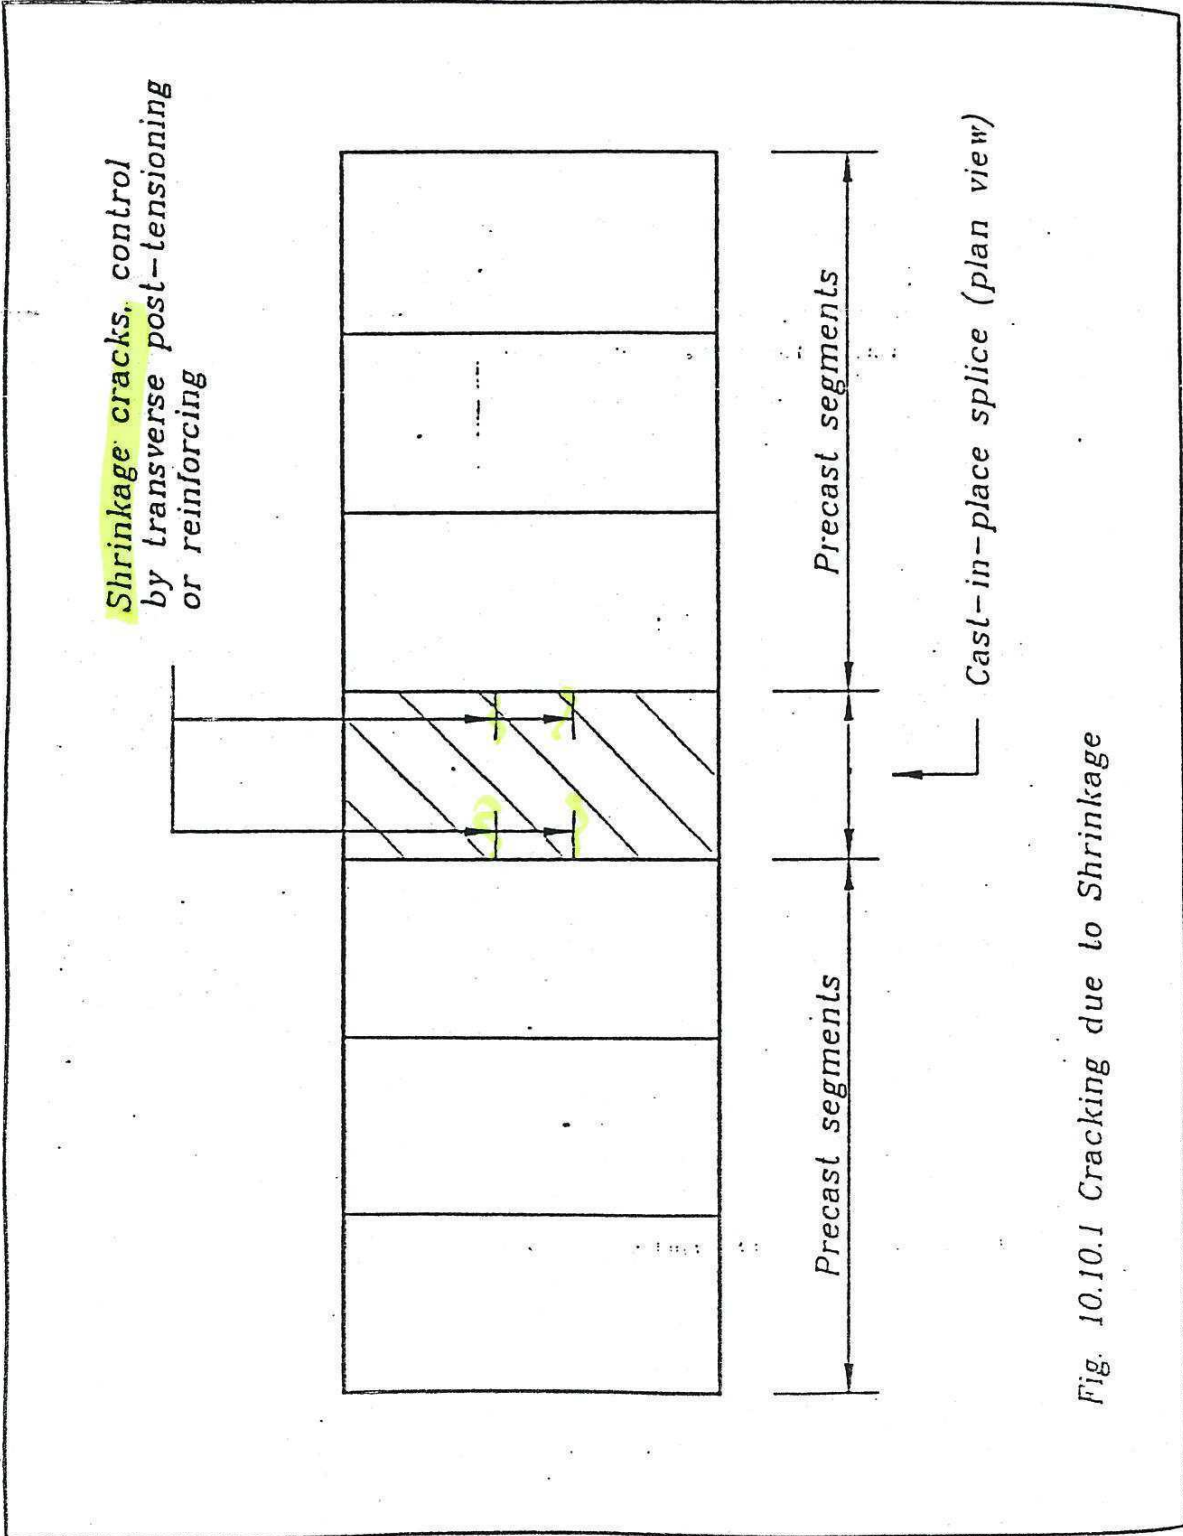 Shrinkage cracks, control
by transverse post-tensioning
or reinforcing
Precast segments
Precast segments
Cast-in-place splice (plan view)
Fig. 10.10.1 Cracking due to Shrinkage